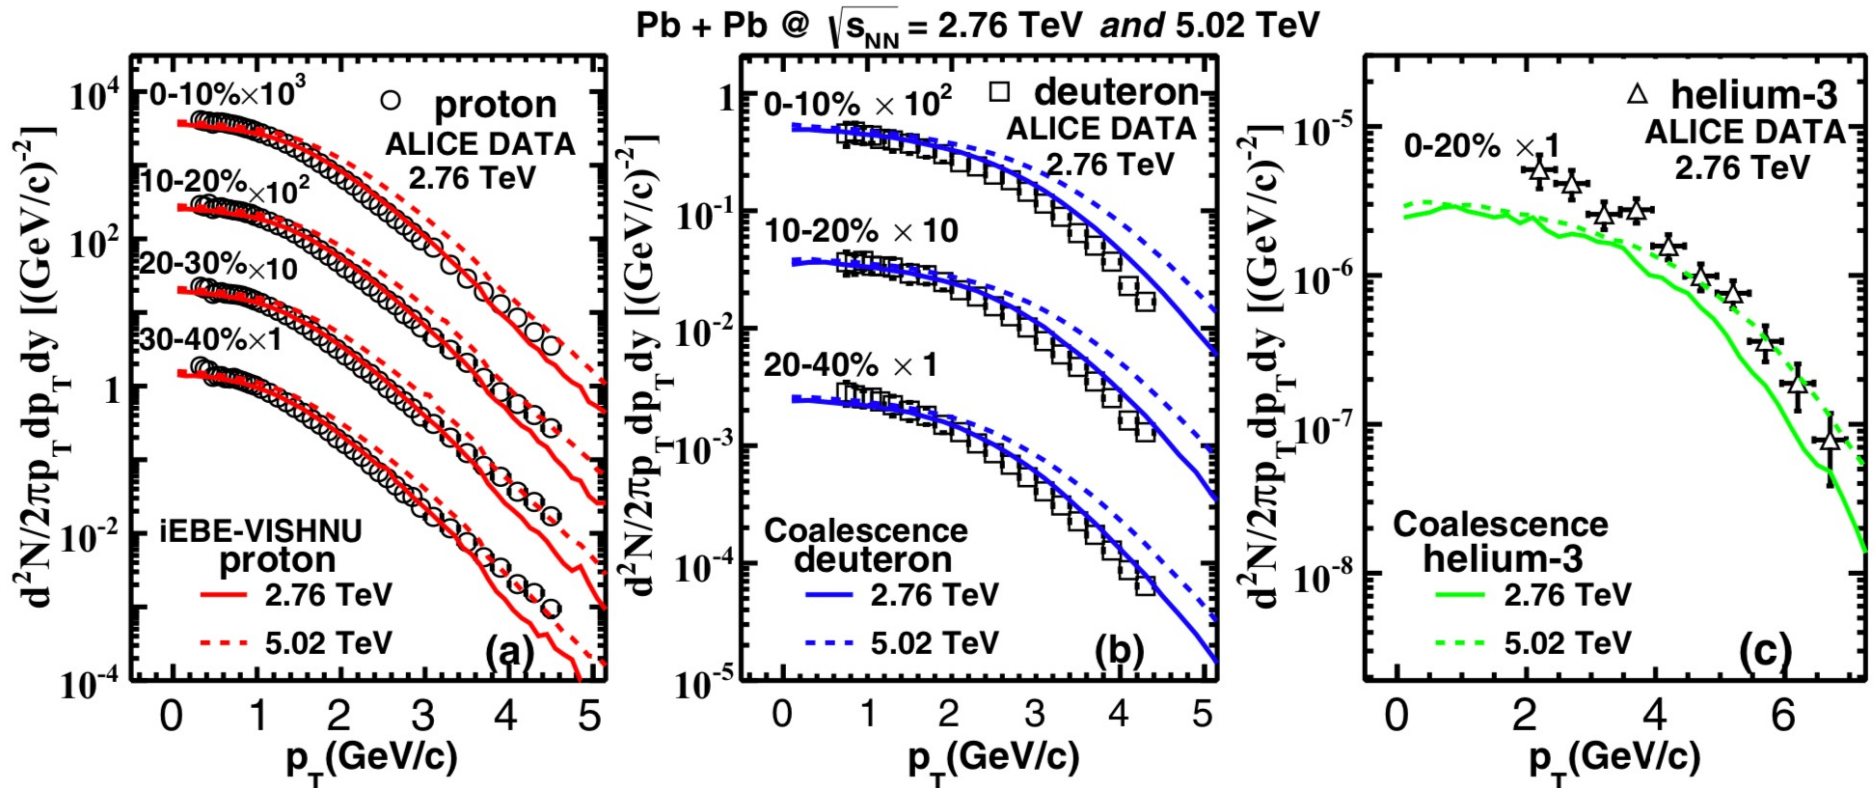 Pb + Pb @ √s_NN = 2.76 TeV and 5.02 TeV
d²N/2πp_T dp_T dy [(GeV/c)⁻²]
10⁴
10²
1
10⁻²
10⁻⁴
0-10%×10³
○ proton
ALICE DATA
2.76 TeV
10-20%×10²
20-30%×10
30-40%×1
iEBE-VISHNU
proton
2.76 TeV
5.02 TeV
(a)
0 1 2 3 4 5
p_T(GeV/c)
d²N/2πp_T dp_T dy [(GeV/c)⁻²]
1
10⁻¹
10⁻²
10⁻³
10⁻⁴
10⁻⁵
0-10% ×10²
□ deuteron
ALICE DATA
2.76 TeV
10-20% × 10
20-40% × 1
Coalescence
deuteron
2.76 TeV
5.02 TeV
(b)
0 1 2 3 4 5
p_T(GeV/c)
d²N/2πp_T dp_T dy [(GeV/c)⁻²]
10⁻⁵
10⁻⁶
10⁻⁷
10⁻⁸
△ helium-3
ALICE DATA
2.76 TeV
0-20% ×1
Coalescence
helium-3
2.76 TeV
5.02 TeV
(c)
0 2 4 6
p_T(GeV/c)